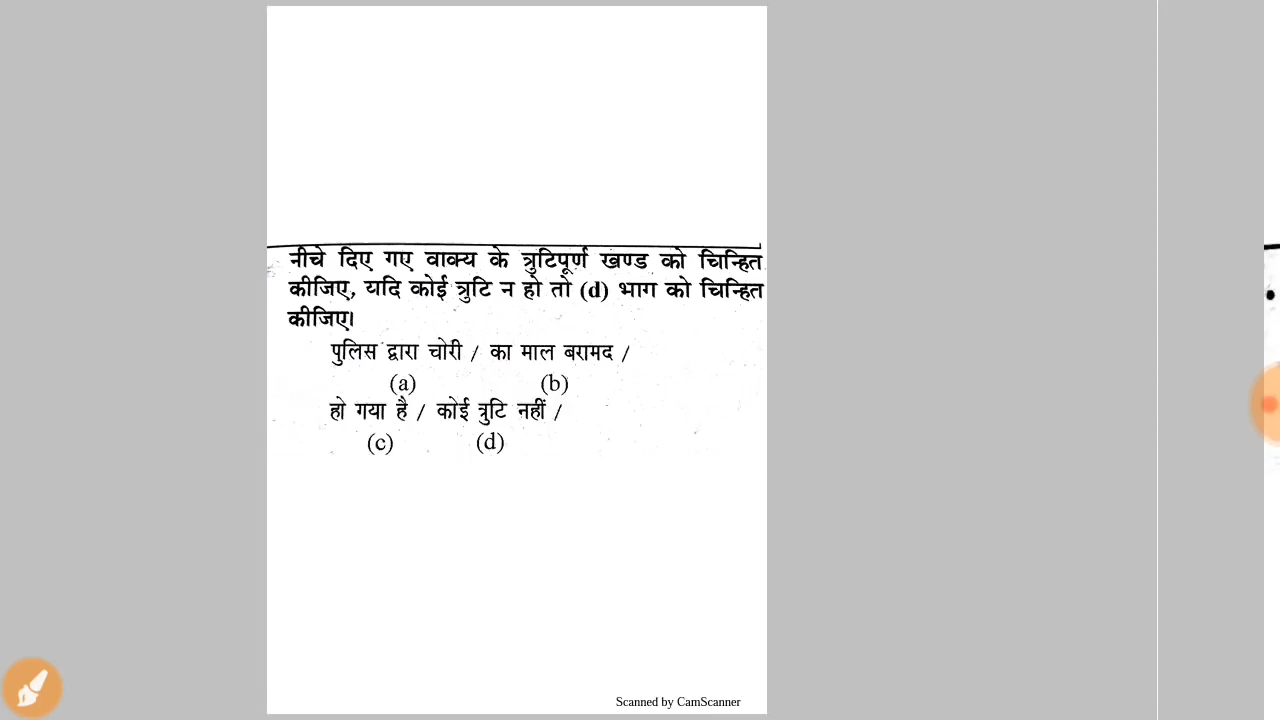 नीचे दिए गए वाक्य के त्रुटिपूर्ण खण्ड को चिन्हित
कीजिए, यदि कोई त्रुटि न हो तो (d) भाग को चिन्हित
कीजिए।
पुलिस द्वारा चोरी / का माल बरामद /
(a) (b)
हो गया है / कोई त्रुटि नहीं /
(c) (d)
Scanned by CamScanner